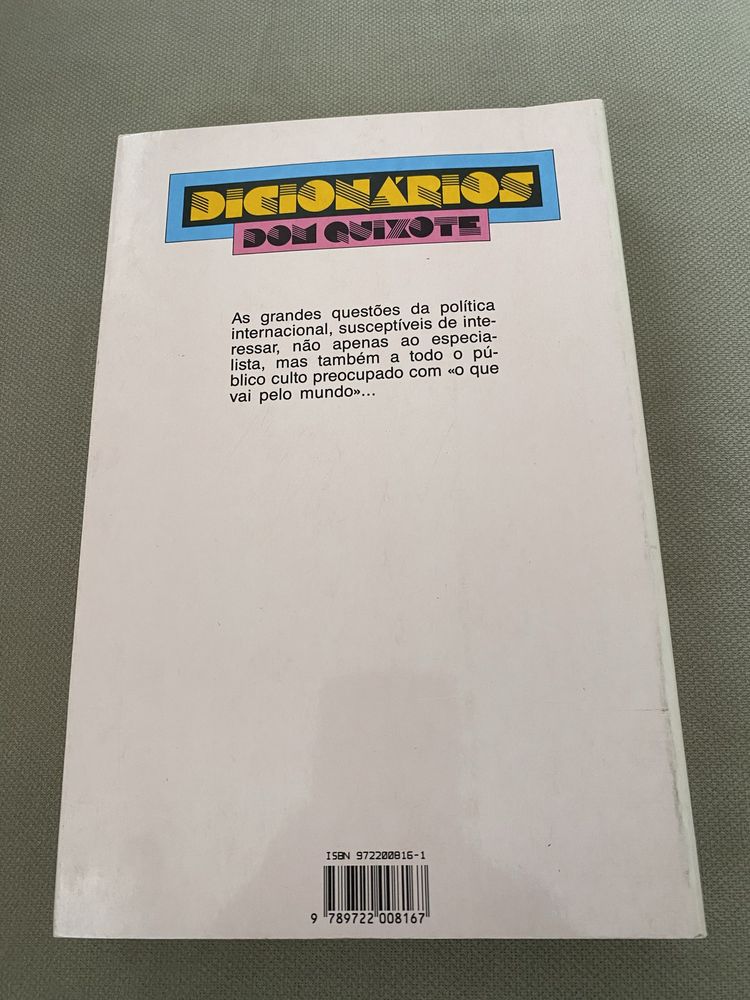 DICIONÁRIOS
DOM QUIXOTE
As grandes questões da política
internacional, susceptíveis de inte-
ressar, não apenas ao especia-
lista, mas também a todo o pú-
blico culto preocupado com «o que
vai pelo mundo»...
ISBN 972200816-1
9 789722 008167